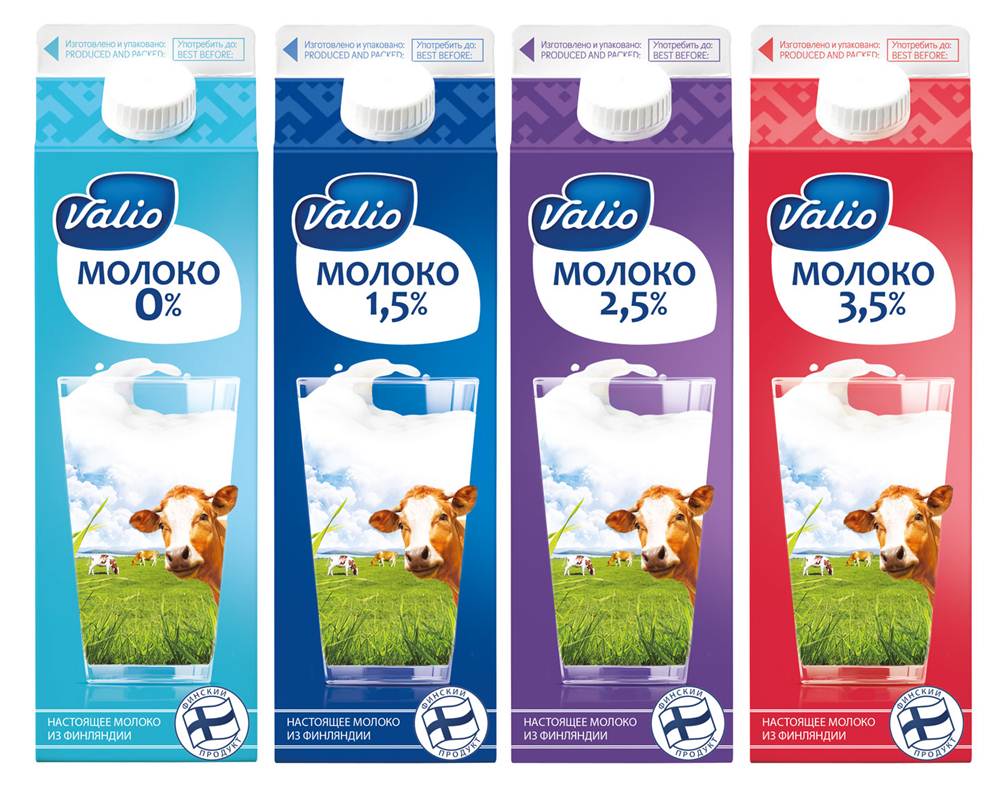 Изготовлено и упаковано:
PRODUCED AND PACKED:
Употребить до:
BEST BEFORE:
Valio
МОЛОКО
0%
НАСТОЯЩЕЕ МОЛОКО
ИЗ ФИНЛЯНДИИ
ФИНСКИЙ
ПРОДУКТ
Изготовлено и упаковано:
PRODUCED AND PACKED:
Употребить до:
BEST BEFORE:
Valio
МОЛОКО
1,5%
НАСТОЯЩЕЕ МОЛОКО
ИЗ ФИНЛЯНДИИ
ФИНСКИЙ
ПРОДУКТ
Изготовлено и упаковано:
PRODUCED AND PACKED:
Употребить до:
BEST BEFORE:
Valio
МОЛОКО
2,5%
НАСТОЯЩЕЕ МОЛОКО
ИЗ ФИНЛЯНДИИ
ФИНСКИЙ
ПРОДУКТ
Изготовлено и упаковано:
PRODUCED AND PACKED:
Употребить до:
BEST BEFORE:
Valio
МОЛОКО
3,5%
НАСТОЯЩЕЕ МОЛОКО
ИЗ ФИНЛЯНДИИ
ФИНСКИЙ
ПРОДУКТ